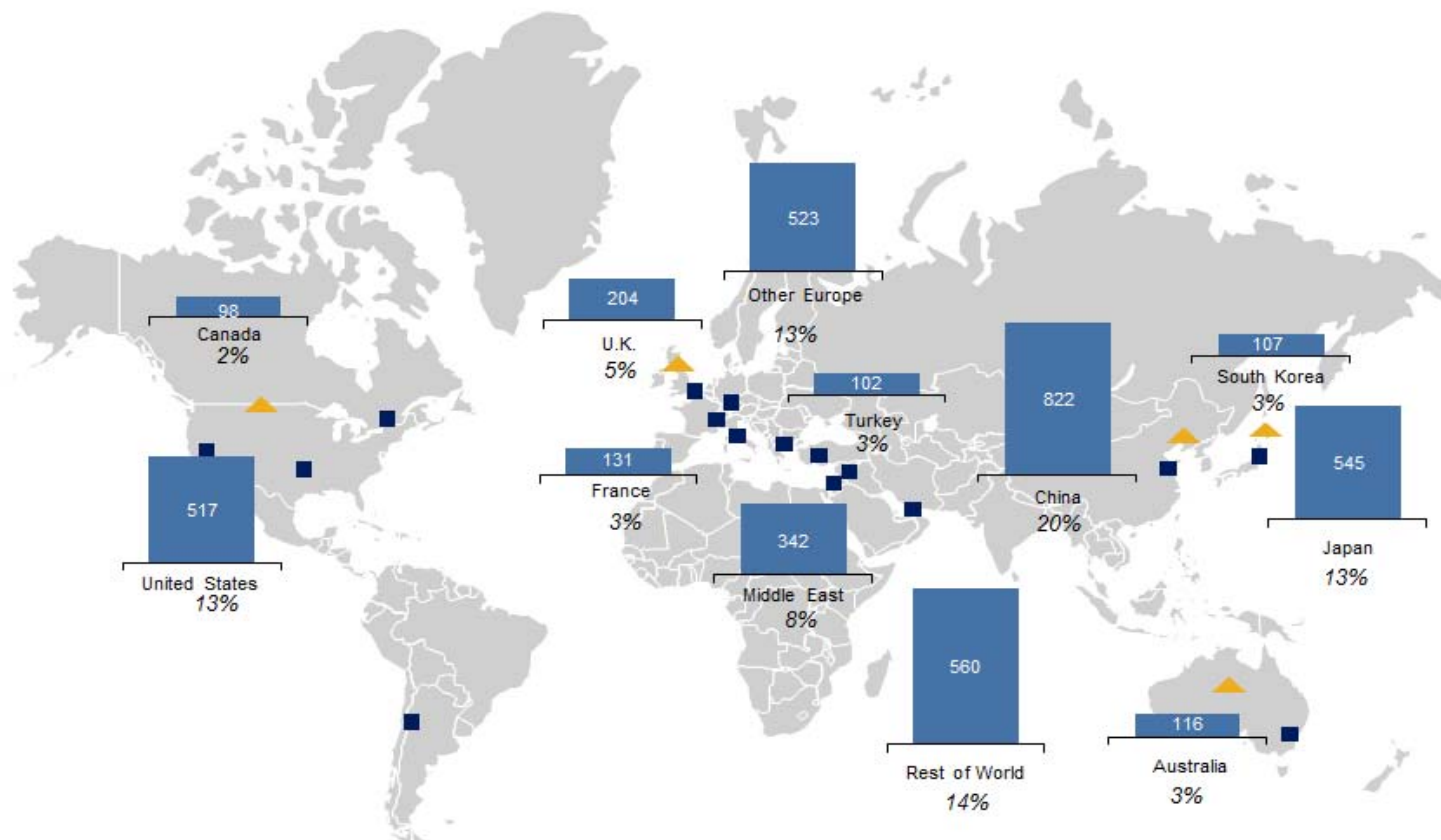 523
Other Europe
13%
98
Canada
2%
204
U.K.
5%
107
South Korea
3%
102
Turkey
3%
822
China
20%
545
Japan
13%
131
France
3%
517
United States
13%
342
Middle East
8%
560
Rest of World
14%
116
Australia
3%